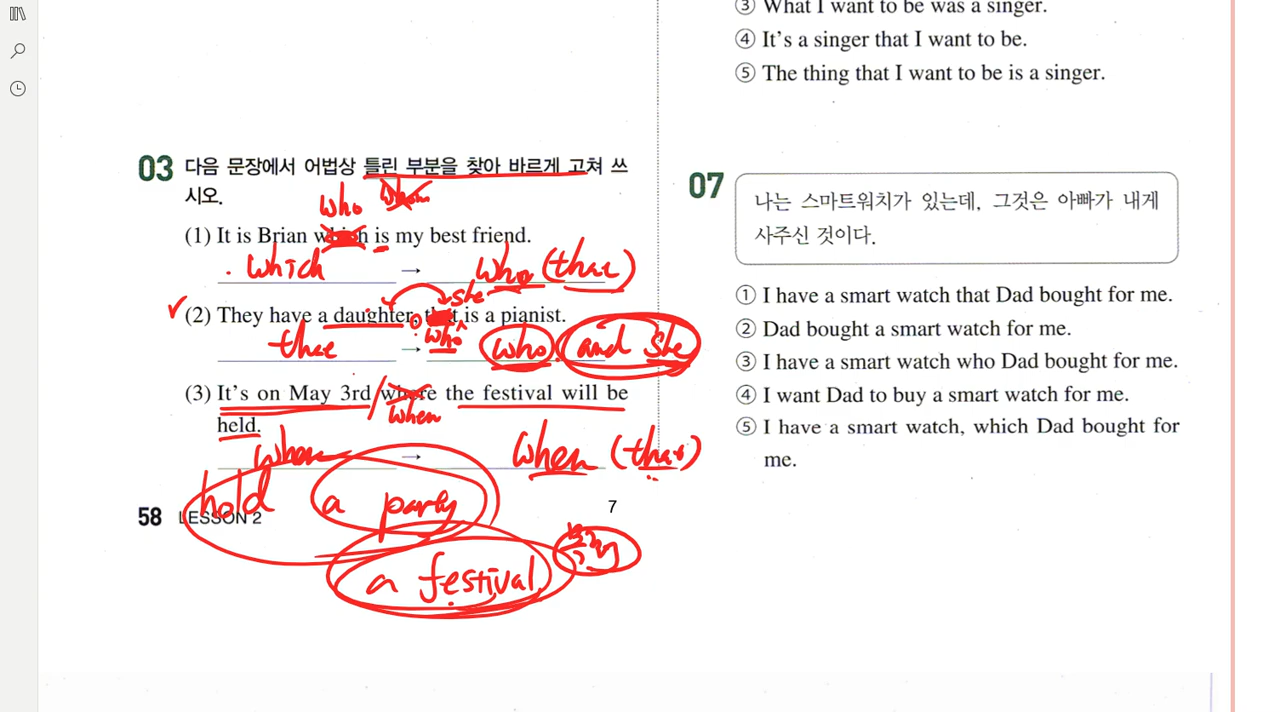 ③ What I want to be was a singer.
④ It's a singer that I want to be.
⑤ The thing that I want to be is a singer.
03 다음 문장에서 어법상 틀린 부분을 찾아 바르게 고쳐 쓰
시오.
who whom
(1) It is Brian which is my best friend.
which → who (that)
she
(2) They have a daughter, that is a pianist.
who
that → who and she
(3) It's on May 3rd where the festival will be
when
held.
where → when (that)
hold a party
a festival
58 LESSON 2
7
07 나는 스마트워치가 있는데, 그것은 아빠가 내게
사주신 것이다.
① I have a smart watch that Dad bought for me.
② Dad bought a smart watch for me.
③ I have a smart watch who Dad bought for me.
④ I want Dad to buy a smart watch for me.
⑤ I have a smart watch, which Dad bought for
me.